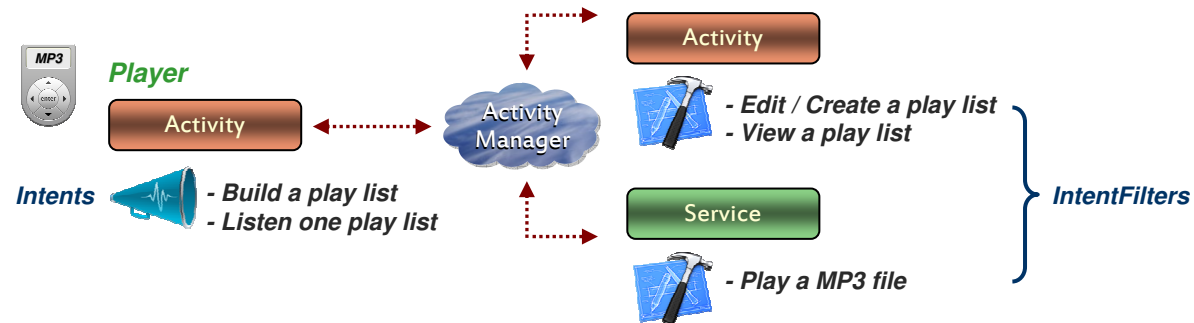 MP3
enter
Player
Activity
Intents
- Build a play list
- Listen one play list
Activity
Manager
Activity
- Edit / Create a play list
- View a play list
Service
- Play a MP3 file
IntentFilters